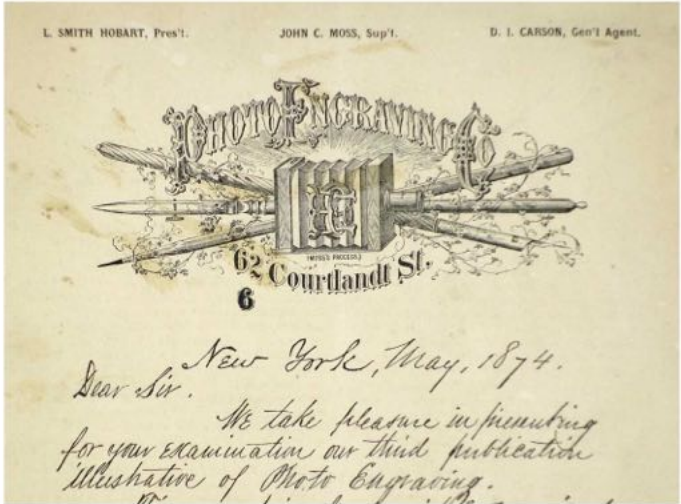 L. SMITH HOBART, Pres't. JOHN C. MOSS, Sup't. D. I. CARSON, Gen'l Agent.
PHOTO ENGRAVING CO
(MOSS'S PROCESS.)
62 Courtlandt St.
6
New York, May, 1874.
Dear Sir.
We take pleasure in presenting
for your examination our third publication
illustrative of Photo Engraving.